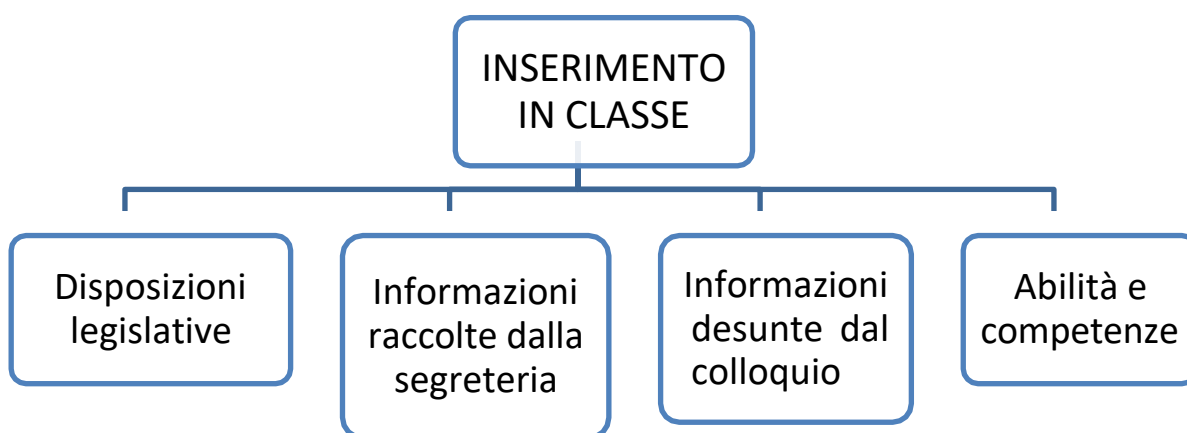 INSERIMENTO
IN CLASSE
Disposizioni
legislative
Informazioni
raccolte dalla
segreteria
Informazioni
desunte dal
colloquio
Abilità e
competenze